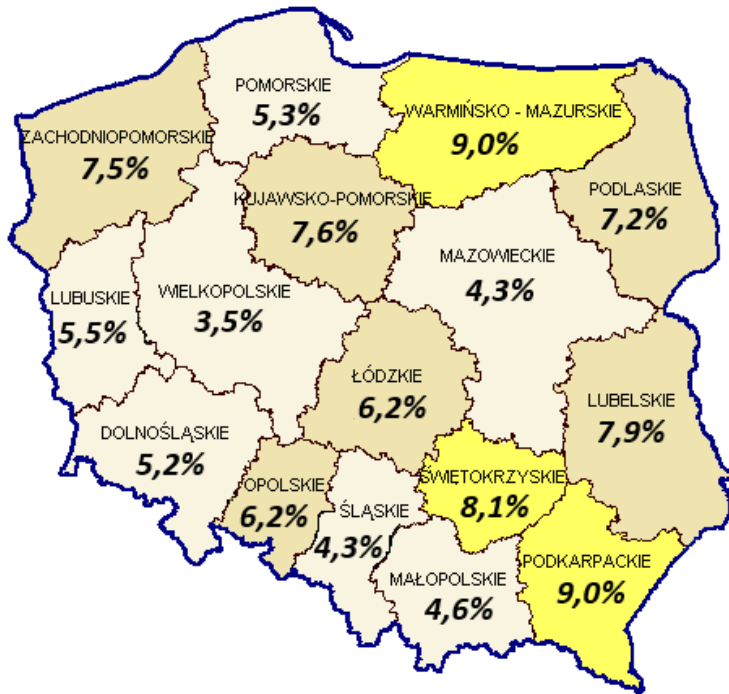 POMORSKIE
5,3%
WARMIŃSKO - MAZURSKIE
9,0%
ZACHODNIOPOMORSKIE
7,5%
KUJAWSKO-POMORSKIE
7,6%
PODLASKIE
7,2%
MAZOWIECKIE
4,3%
LUBUSKIE
5,5%
WIELKOPOLSKIE
3,5%
ŁÓDZKIE
6,2%
LUBELSKIE
7,9%
DOLNOŚLĄSKIE
5,2%
OPOLSKIE
6,2%
ŚLĄSKIE
4,3%
ŚWIĘTOKRZYSKIE
8,1%
MAŁOPOLSKIE
4,6%
PODKARPACKIE
9,0%